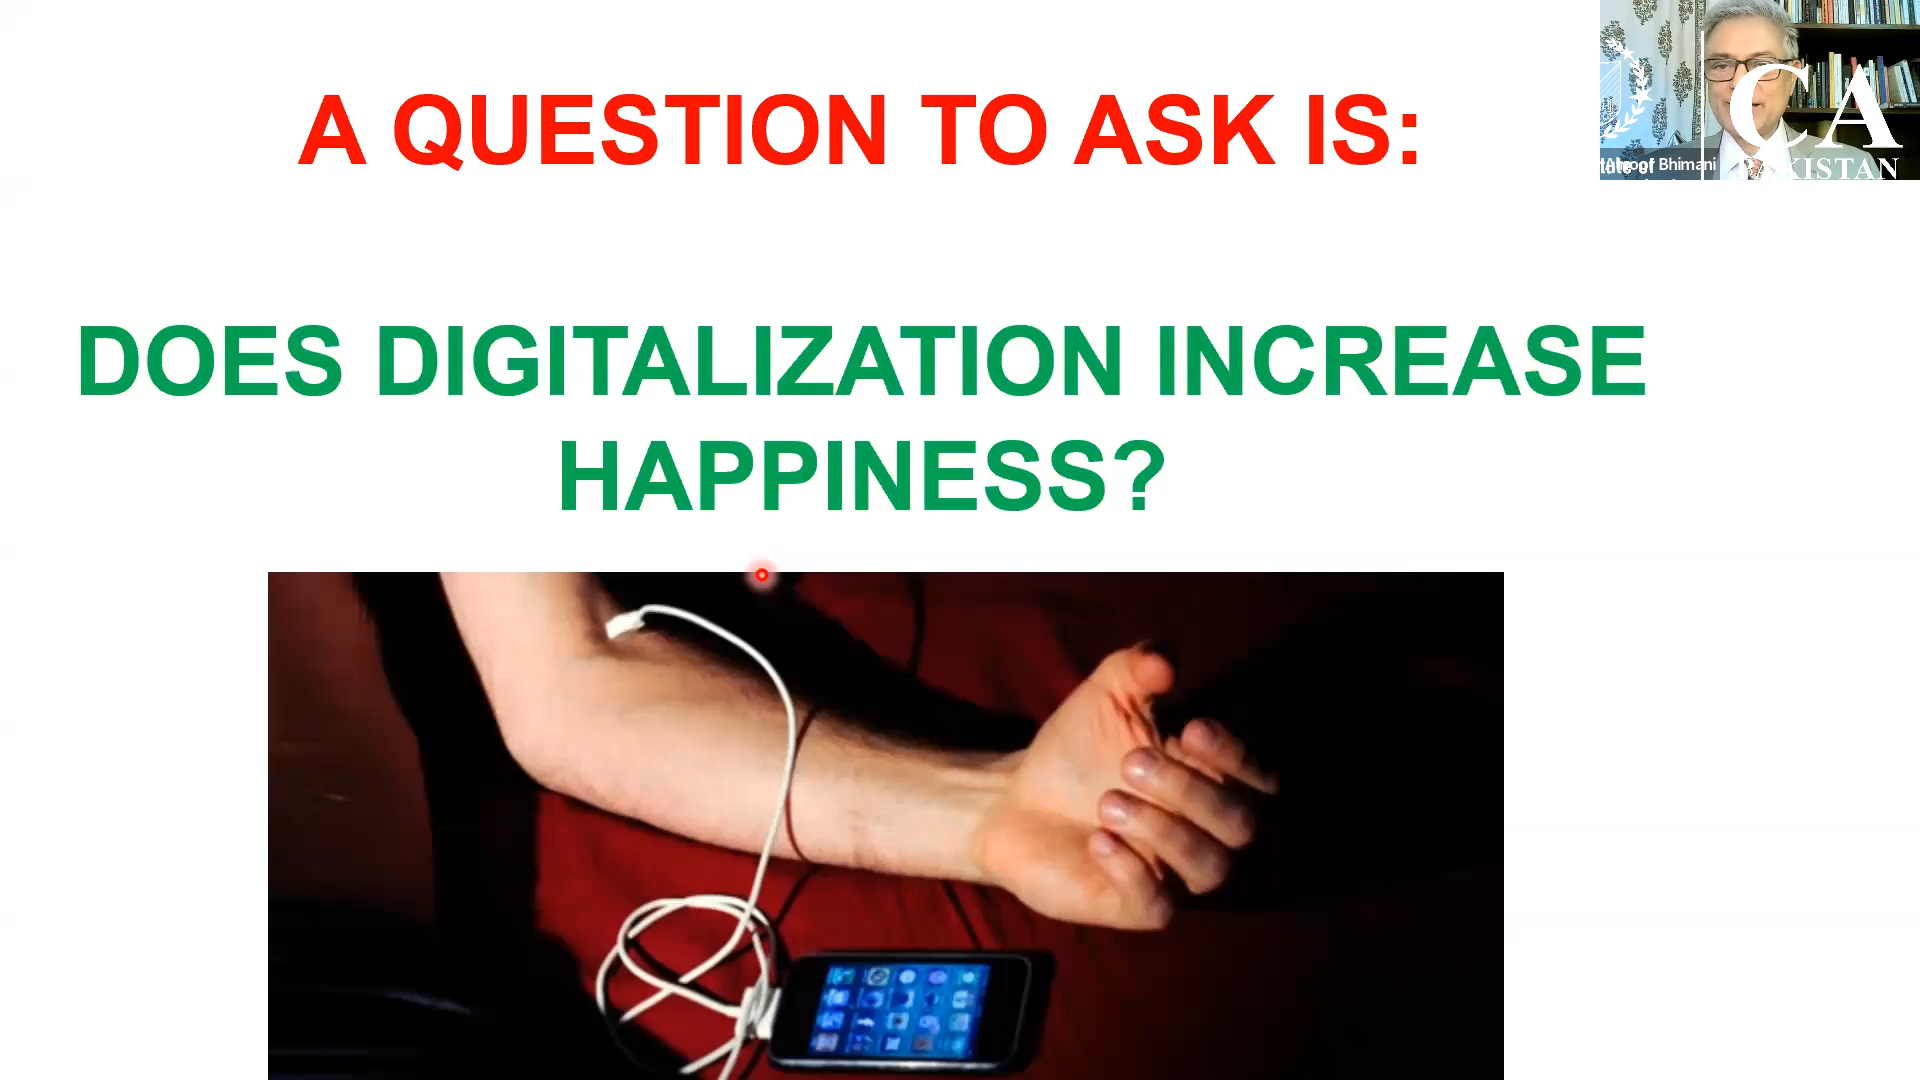 A QUESTION TO ASK IS:
DOES DIGITALIZATION INCREASE
HAPPINESS?
CA
PAKISTAN
Bhimani